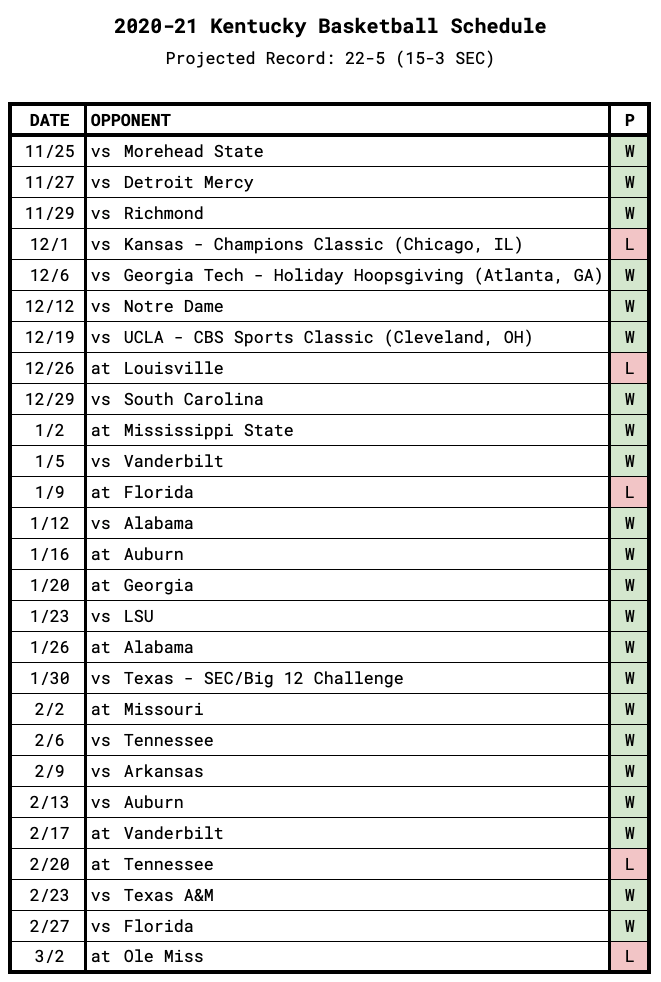 2020-21 Kentucky Basketball Schedule
Projected Record: 22-5 (15-3 SEC)
DATE OPPONENT P
11/25 vs Morehead State W
11/27 vs Detroit Mercy W
11/29 vs Richmond W
12/1 vs Kansas - Champions Classic (Chicago, IL) L
12/6 vs Georgia Tech - Holiday Hoopsgiving (Atlanta, GA) W
12/12 vs Notre Dame W
12/19 vs UCLA - CBS Sports Classic (Cleveland, OH) W
12/26 at Louisville L
12/29 vs South Carolina W
1/2 at Mississippi State W
1/5 vs Vanderbilt W
1/9 at Florida L
1/12 vs Alabama W
1/16 at Auburn W
1/20 at Georgia W
1/23 vs LSU W
1/26 at Alabama W
1/30 vs Texas - SEC/Big 12 Challenge W
2/2 at Missouri W
2/6 vs Tennessee W
2/9 vs Arkansas W
2/13 vs Auburn W
2/17 at Vanderbilt W
2/20 at Tennessee L
2/23 vs Texas A&M W
2/27 vs Florida W
3/2 at Ole Miss L